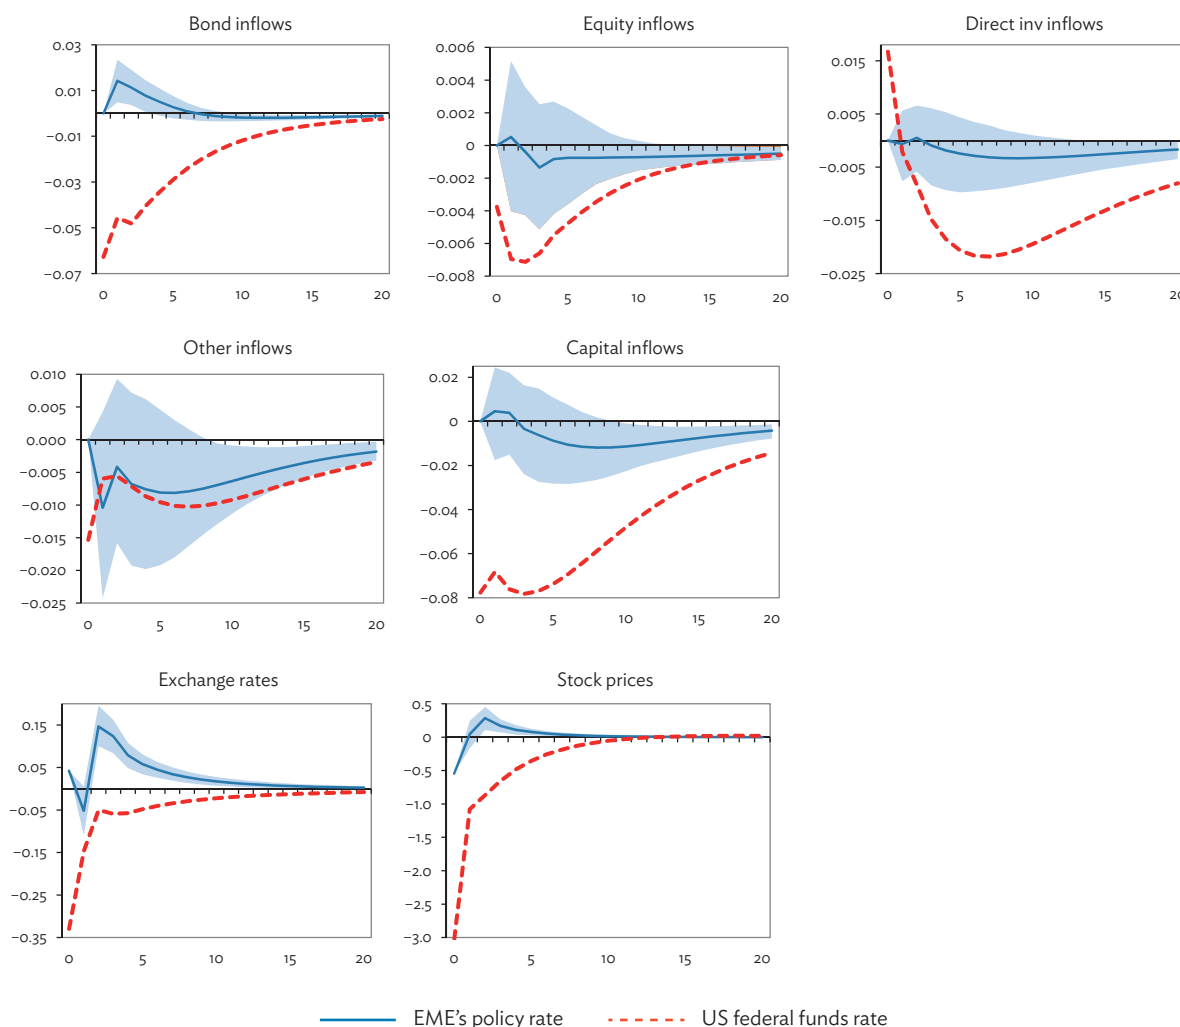 Bond inflows
0.03
0.01
−0.01
−0.03
−0.05
−0.07
0 5 10 15 20
Equity inflows
0.006
0.004
0.002
0
−0.002
−0.004
−0.006
−0.008
0 5 10 15 20
Direct inv inflows
0.015
0.005
−0.005
−0.015
−0.025
0 5 10 15 20
Other inflows
0.010
0.005
0.000
−0.005
−0.010
−0.015
−0.020
−0.025
0 5 10 15 20
Capital inflows
0.02
0
−0.02
−0.04
−0.06
−0.08
0 5 10 15 20
Exchange rates
0.15
0.05
−0.05
−0.15
−0.25
−0.35
0 5 10 15 20
Stock prices
0.5
0
−0.5
−1.0
−1.5
−2.0
−2.5
−3.0
0 5 10 15 20
EME's policy rate
US federal funds rate